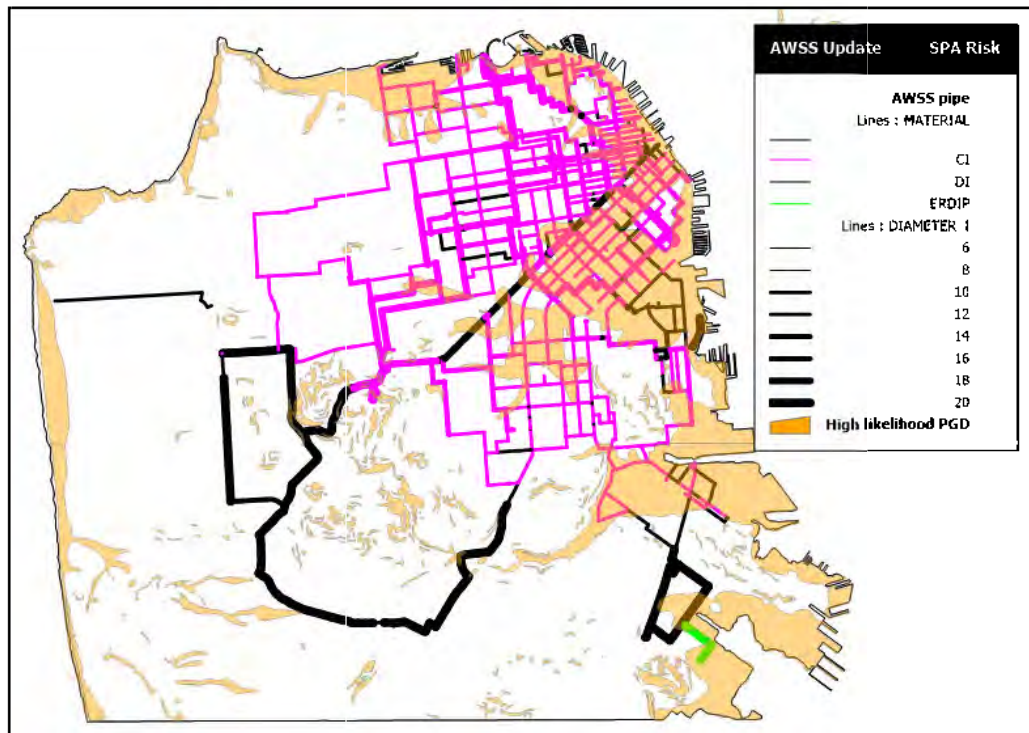 AWSS Update SPA Risk
AWSS pipe
Lines : MATERIAL
CI
DI
ERDIP
Lines : DIAMETER I
6
8
10
12
14
16
18
20
High likelihood PGD